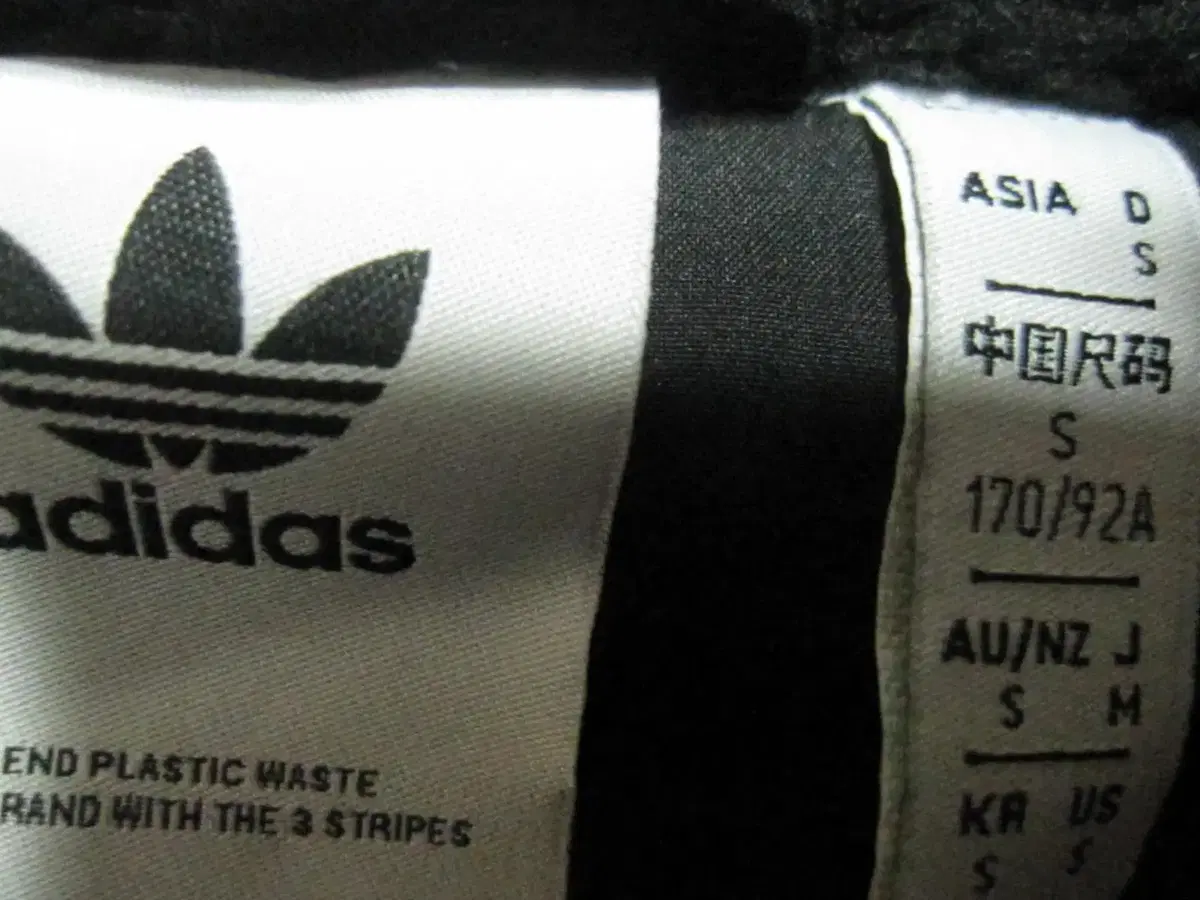 adidas
END PLASTIC WASTE
RAND WITH THE 3 STRIPES
ASIA D
S
中国尺码
S
170/92A
AU/NZ J
S M
KR US
S S